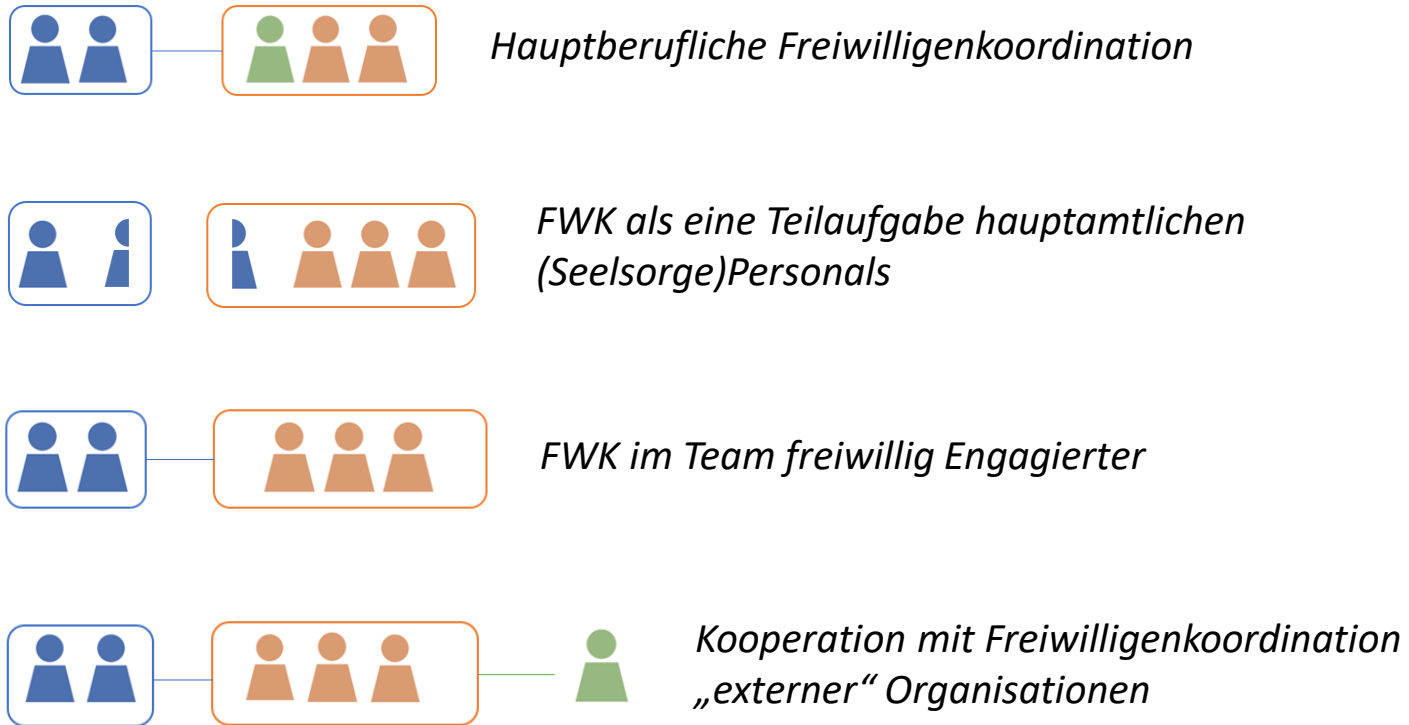 Hauptberufliche Freiwilligenkoordination
FWK als eine Teilaufgabe hauptamtlichen
(Seelsorge)Personals
FWK im Team freiwillig Engagierter
Kooperation mit Freiwilligenkoordination
„externer“ Organisationen